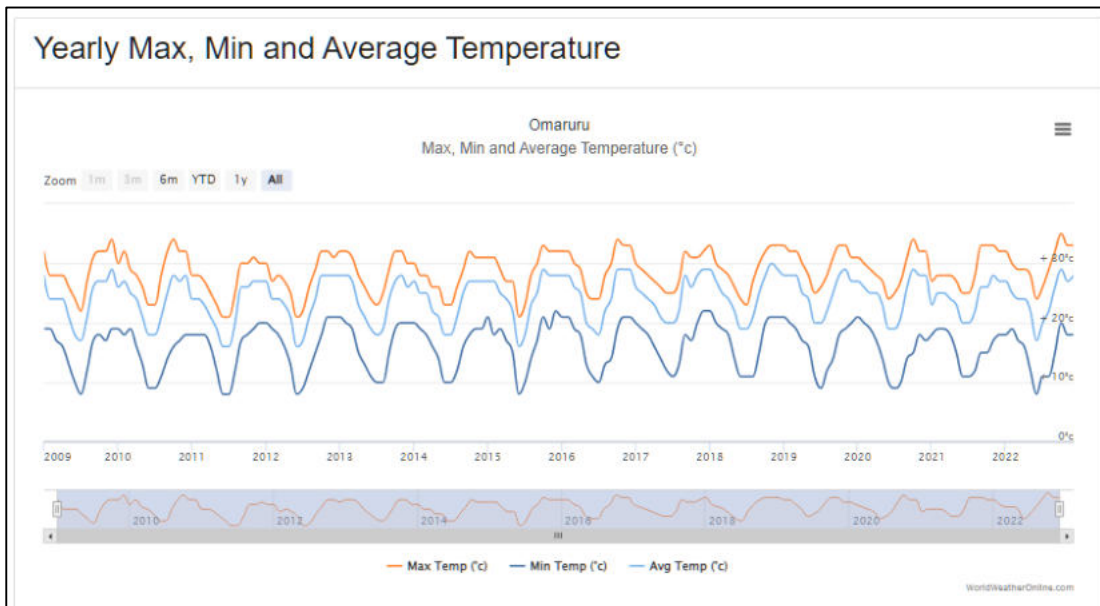 Yearly Max, Min and Average Temperature
Omaruru
Max, Min and Average Temperature (°c)
Zoom 1m 3m 6m YTD 1y All
+ 30°c
+ 20°c
+ 10°c
0°c
2009 2010 2011 2012 2013 2014 2015 2016 2017 2018 2019 2020 2021 2022
2010 2012 2014 2016 2018 2020 2022
Max Temp (°c) Min Temp (°c) Avg Temp (°c)
WorldWeatherOnline.com